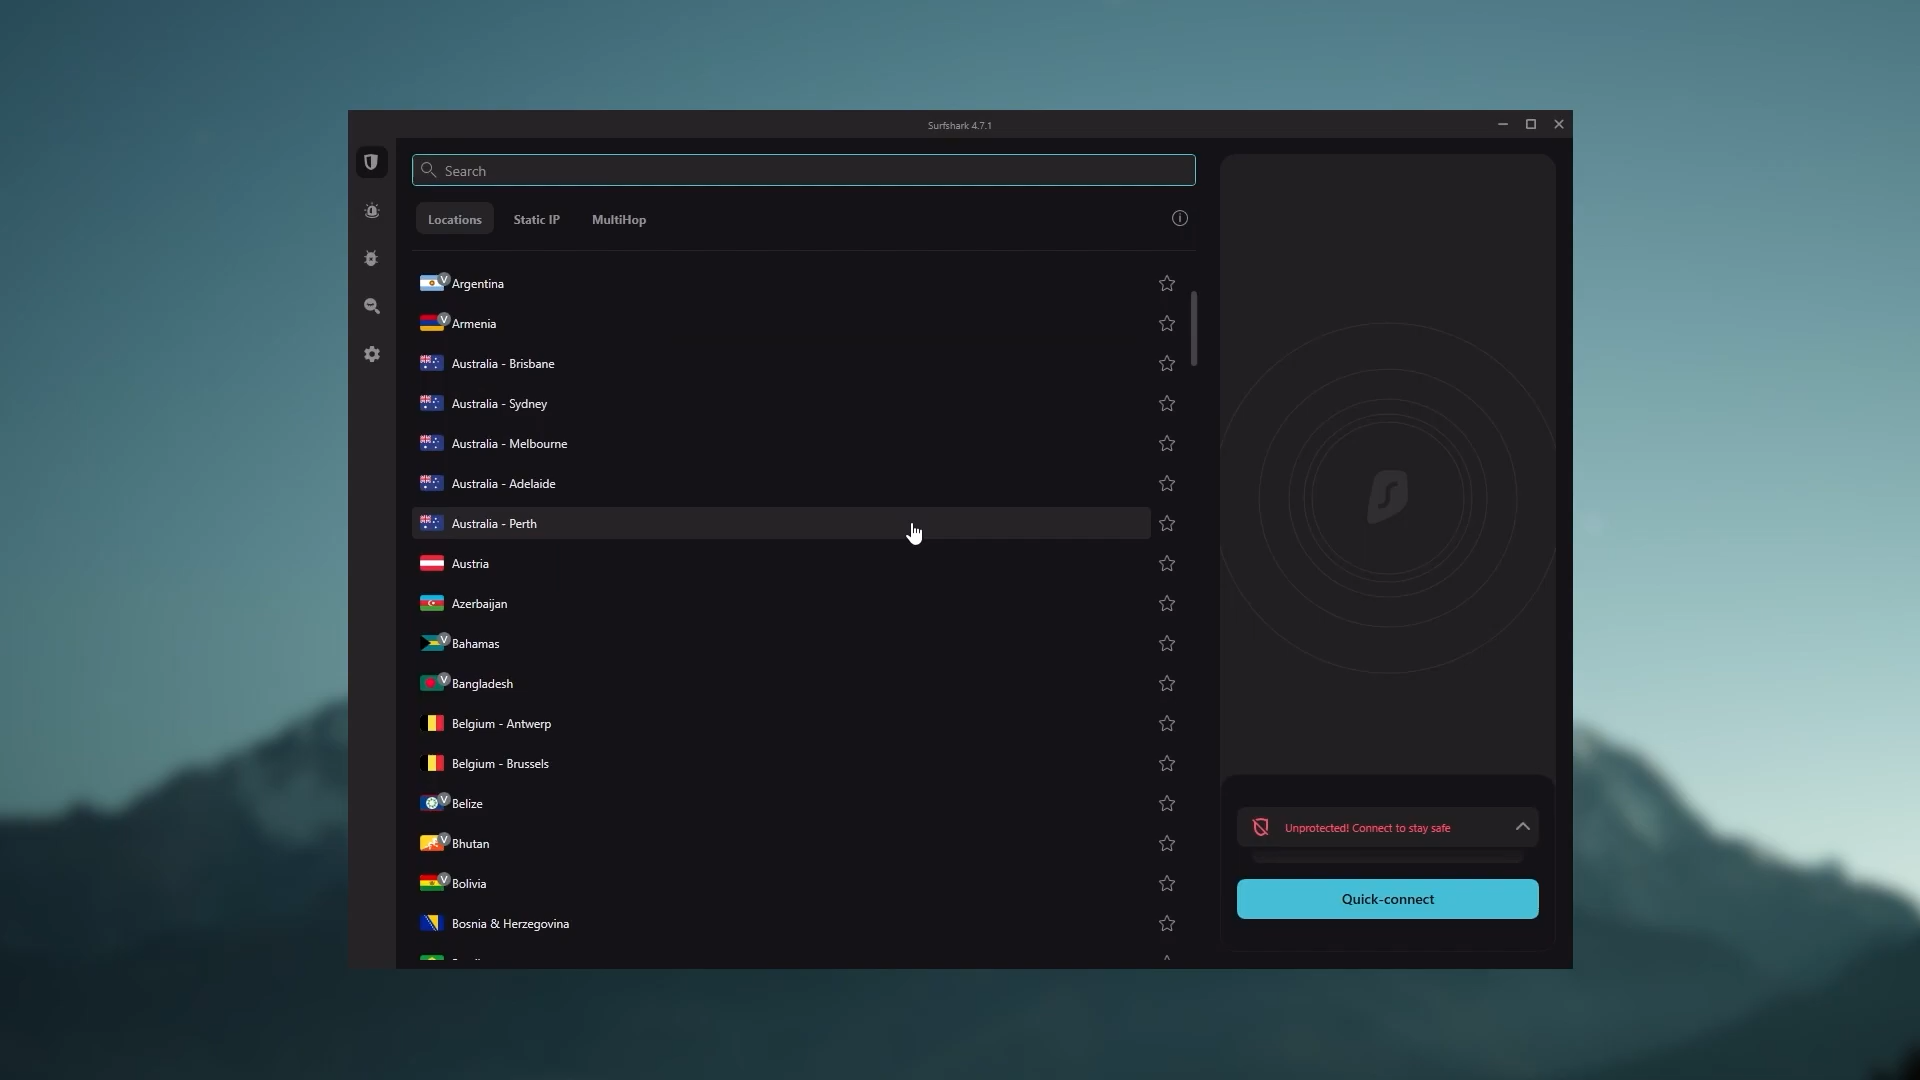 Surfshark 4.7.1
Search
Locations
Static IP
MultiHop
V Argentina
V Armenia
Australia - Brisbane
Australia - Sydney
Australia - Melbourne
Australia - Adelaide
Australia - Perth
Austria
Azerbaijan
V Bahamas
V Bangladesh
Belgium - Antwerp
Belgium - Brussels
V Belize
V Bhutan
V Bolivia
Bosnia & Herzegovina
Unprotected! Connect to stay safe
Quick-connect